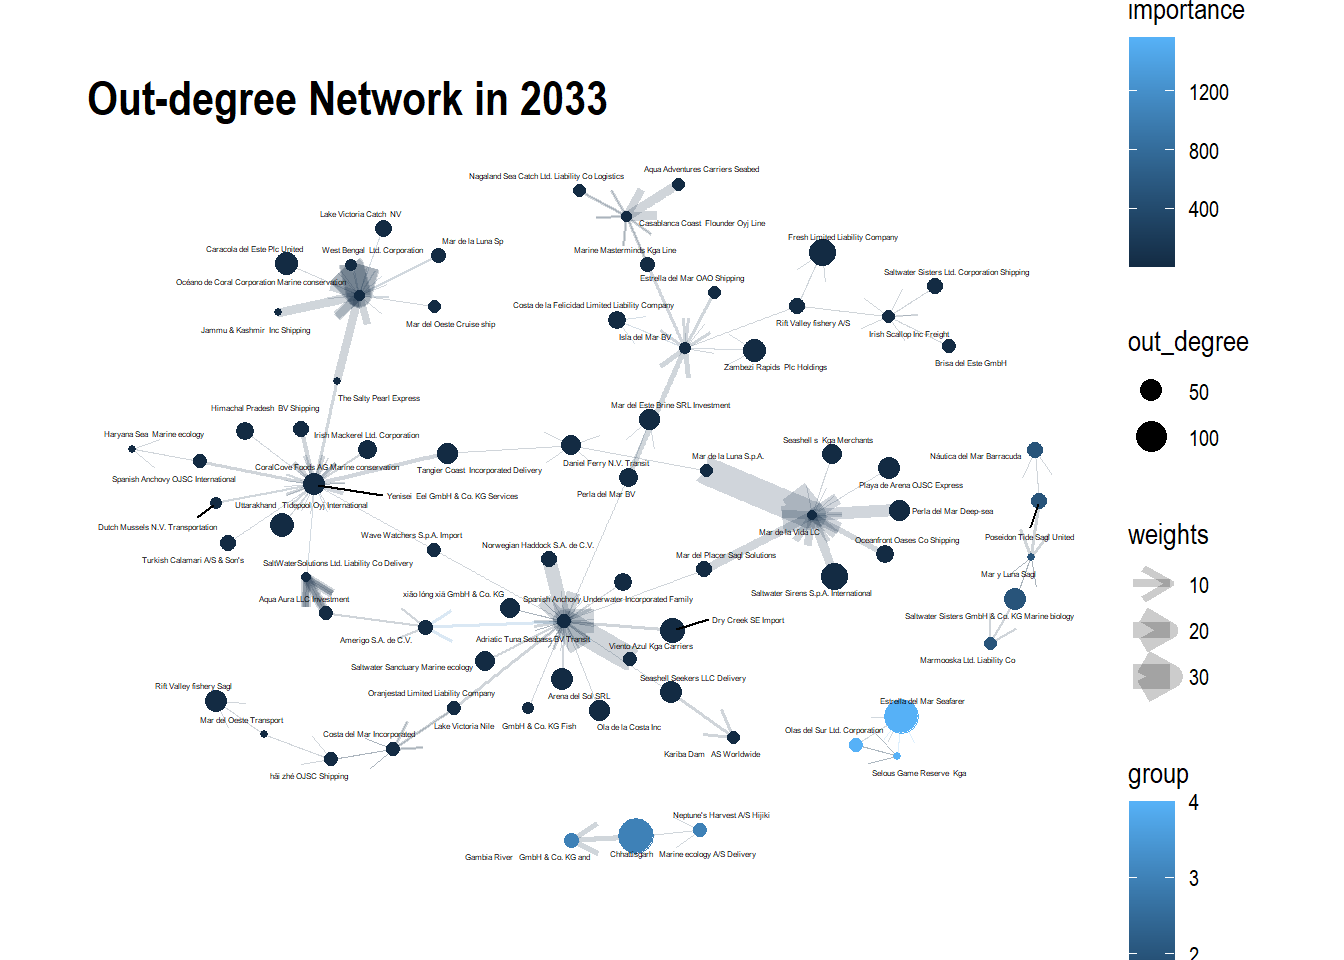 importance
1200
800
400
Out-degree Network in 2033
Aqua Adventures Carriers Seabed
Nagaland Sea Catch Ltd. Liability Co Logistics
Lake Victoria Catch  NV
Casablanca Coast  Flounder Oyj Line
Mar de la Luna Sp
Fresh Limited Liability Company
Caracola del Este Plc United
West Bengal  Ltd. Corporation
Marine Masterminds Kga Line
Saltwater Sisters Ltd. Corporation Shipping
Océano de Coral Corporation Marine conservation
Estrella del Mar OAO Shipping
Costa de la Felicidad Limited Liability Company
Jammu & Kashmir  Inc Shipping
Mar del Oeste Cruise ship
Rift Valley fishery A/S
Isla del Mar BV
Irish Scallop Inc Freight
Zambezi Rapids  Plc Holdings
Brisa del Este GmbH
out_degree
50
100
The Salty Pearl Express
Himachal Pradesh  BV Shipping
Mar del Este Brine SRL Investment
Haryana Sea  Marine ecology
Irish Mackerel Ltd. Corporation
Seashell s  Kga Merchants
CoralCove Foods AG Marine conservation
Tangier Coast  Incorporated Delivery
Daniel Ferry N.V. Transit
Mar de la Luna S.p.A.
Náutica del Mar Barracuda
Spanish Anchovy OJSC International
Playa de Arena OJSC Express
Yenisei  Eel GmbH & Co. KG Services
Perla del Mar BV
Uttarakhand  Tidepool Oyj International
Perla del Mar Deep-sea
Dutch Mussels N.V. Transportation
Wave Watchers S.p.A. Import
Mar de la Vida LC
Poseidon Tide Sagl United
Turkish Calamari A/S & Son's
Norwegian Haddock S.A. de C.V.
Oceanfront Oases Co Shipping
SaltWaterSolutions Ltd. Liability Co Delivery
Mar del Placer Sagl Solutions
Mar y Luna Sagl
weights
10
20
30
Aqua Aura LLC Investment
xiǎo lóng xiā GmbH & Co. KG
Spanish Anchovy Underwater Incorporated Family
Saltwater Sirens S.p.A. International
Saltwater Sisters GmbH & Co. KG Marine biology
Amerigo S.A. de C.V.
Adriatic Tuna Seabass BV Transit
Dry Creek SE Import
Viento Azul Kga Carriers
Marmooska Ltd. Liability Co
Saltwater Sanctuary Marine ecology
Seashell Seekers LLC Delivery
Rift Valley fishery Sagl
Oranjestad Limited Liability Company
Arena del Sol SRL
Estrella del Mar Seafarer
Mar del Oeste Transport
Lake Victoria Nile
GmbH & Co. KG Fish
Ola de la Costa Inc
Olas del Sur Ltd. Corporation
Costa del Mar Incorporated
Kariba Dam   AS Worldwide
hǎi zhé OJSC Shipping
Selous Game Reserve  Kga
group
4
3
2
Neptune's Harvest A/S Hijiki
Gambia River   GmbH & Co. KG and
Chhattisgarh   Marine ecology A/S Delivery